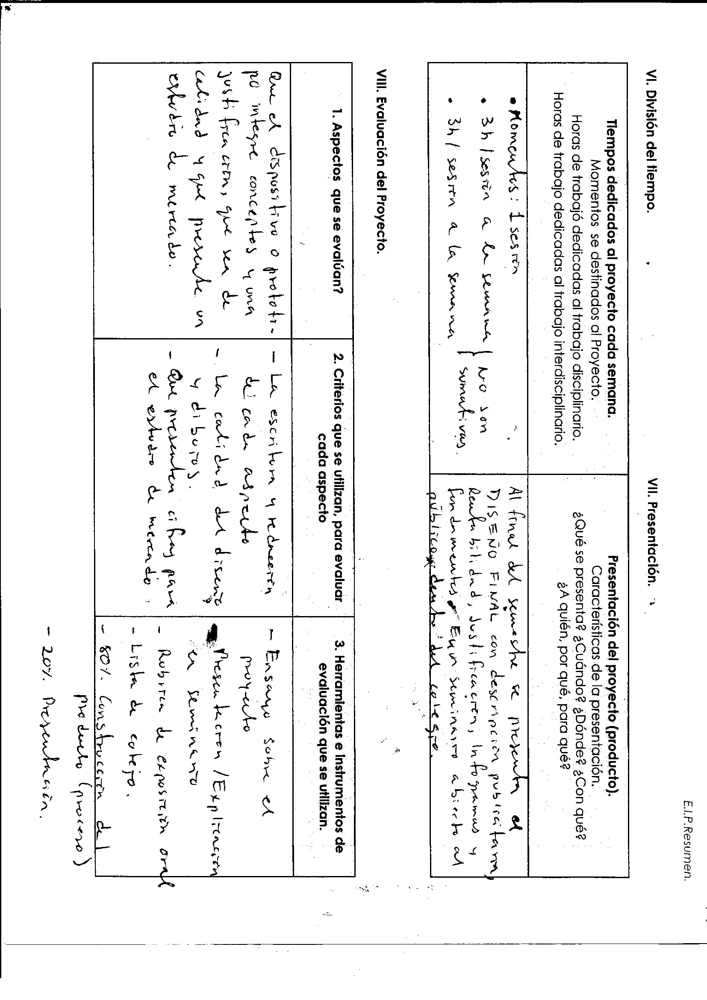 E.I.P.Resumen.
VI. División del tiempo.
VII. Presentación.
Tiempos dedicados al proyecto cada semana.
Momentos se destinados al Proyecto.
Horas de trabajó dedicadas al trabajo disciplinario.
Horas de trabajo dedicadas al trabajo interdisciplinario.
Presentación del proyecto (producto).
Características de la presentación.
¿Qué se presenta? ¿Cuándo? ¿Dónde? ¿Con qué?
¿A quién, por qué, para qué?
• Momentos: 1 sesión
• 3h / sesión a la semana } No son
• 3h / sesión a la semana } sumativas.
Al final del semestre se presenta el
DISEÑO FINAL con descripción publicitaria,
Rentabilidad, Justificación, Infogramas y
fundamentos En un seminario abierto al
público dentro del colegio.
VIII. Evaluación del Proyecto.
1. Aspectos que se evalúan?
2. Criterios que se utilizan, para evaluar
cada aspecto
3. Herramientas e instrumentos de
evaluación que se utilizan.
Que el dispositivo o prototi-
po integre conceptos y una
justificación, que sea de
calidad y que presente un
estudio de mercado.
- La escritura y redacción
de cada aspecto
- La calidad del diseño
y dibujos.
- Que presenten cifras para
el estudio de mercado
- Ensayo sobre el
proyecto
Presentación / Explicación
en seminario
- Rubrica de exposición oral
- Lista de cotejo.
- 80%. Construcción del
producto (proceso)
- 20%. Presentación.